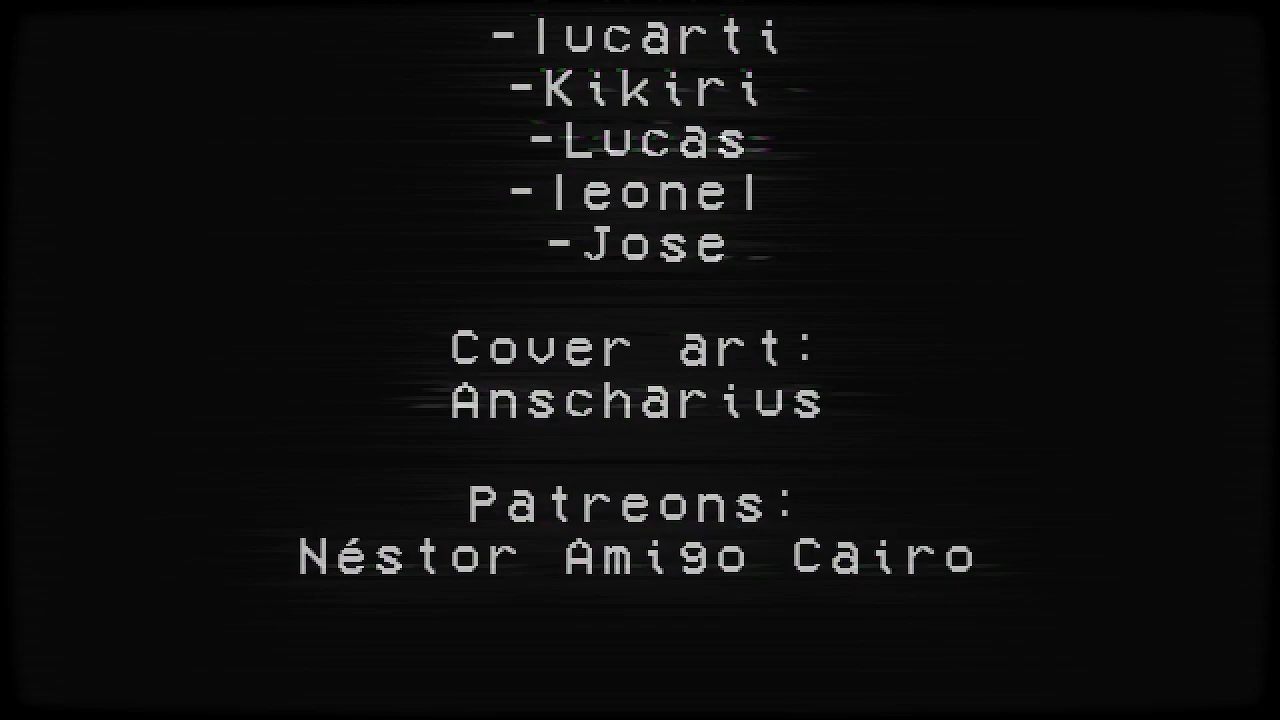 -lucarti
-Kikiri
-Lucas
-leonel
-Jose
Cover art:
Anscharius
Patreons:
Néstor Amigo Cairo